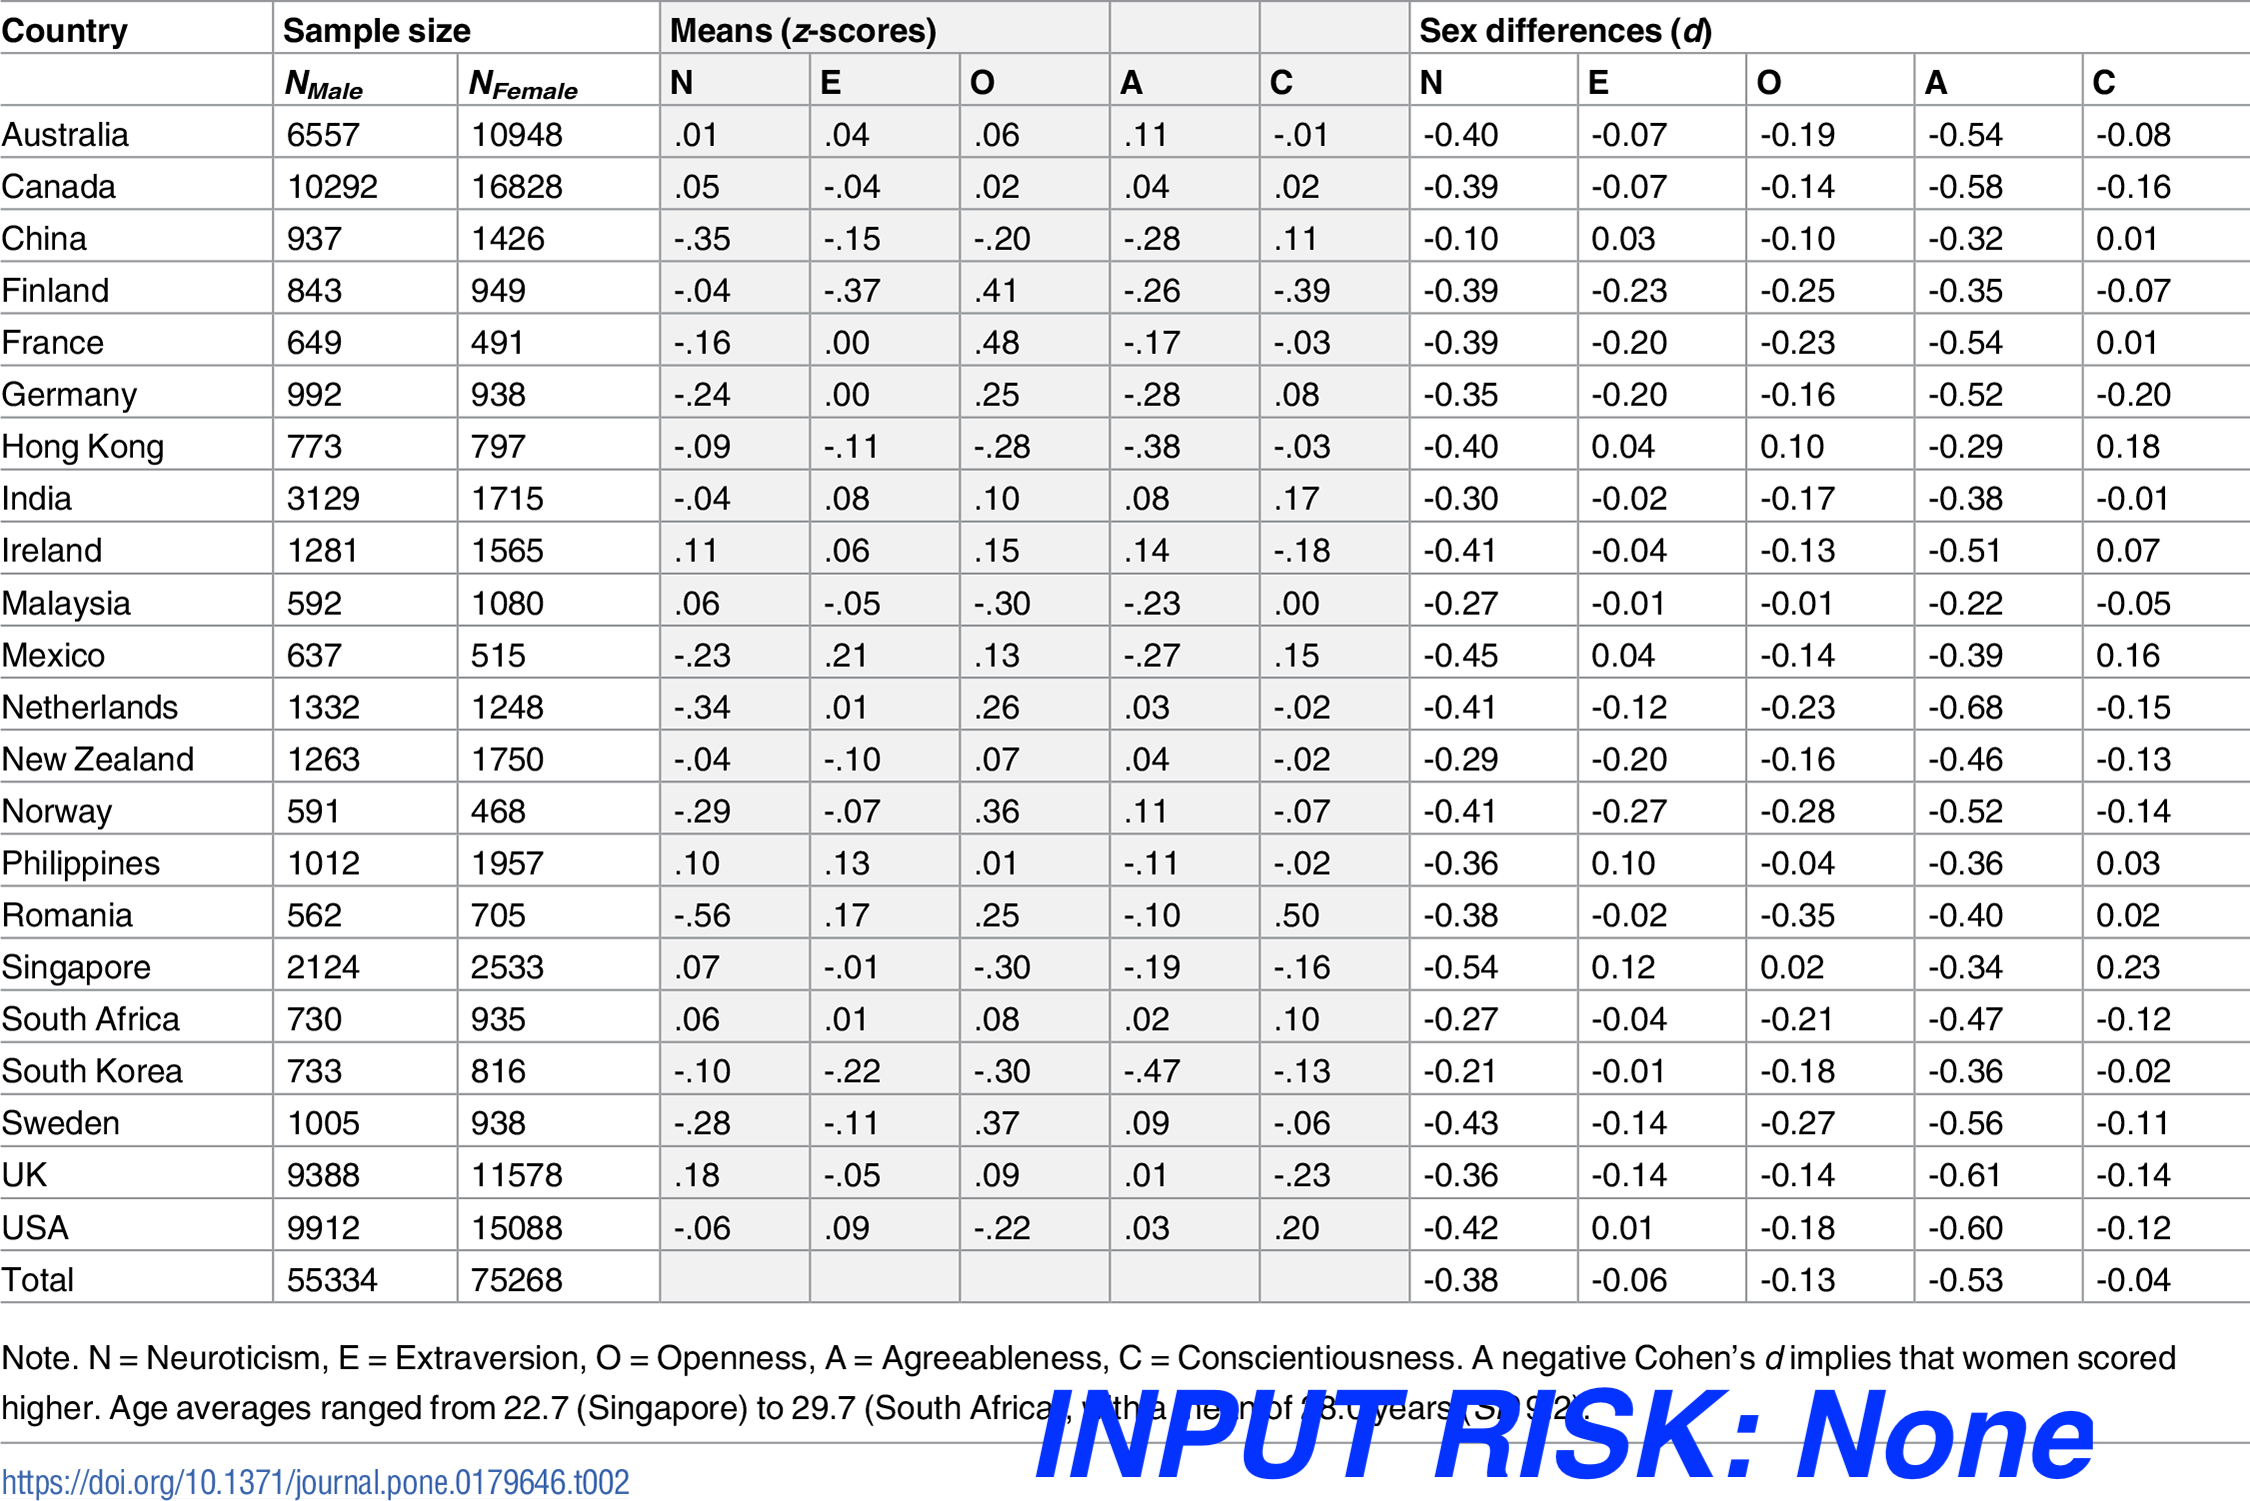 Country Sample size Means (z-scores) Sex differences (d)
NMale NFemale N E O A C N E O A C
Australia 6557 10948 .01 .04 .06 .11 -.01 -0.40 -0.07 -0.19 -0.54 -0.08
Canada 10292 16828 .05 -.04 .02 .04 .02 -0.39 -0.07 -0.14 -0.58 -0.16
China 937 1426 -.35 -.15 -.20 -.28 .11 -0.10 0.03 -0.10 -0.32 0.01
Finland 843 949 -.04 -.37 .41 -.26 -.39 -0.39 -0.23 -0.25 -0.35 -0.07
France 649 491 -.16 .00 .48 -.17 -.03 -0.39 -0.20 -0.23 -0.54 0.01
Germany 992 938 -.24 .00 .25 -.28 .08 -0.35 -0.20 -0.16 -0.52 -0.20
Hong Kong 773 797 -.09 -.11 -.28 -.38 -.03 -0.40 0.04 0.10 -0.29 0.18
India 3129 1715 -.04 .08 .10 .08 .17 -0.30 -0.02 -0.17 -0.38 -0.01
Ireland 1281 1565 .11 .06 .15 .14 -.18 -0.41 -0.04 -0.13 -0.51 0.07
Malaysia 592 1080 .06 -.05 -.30 -.23 .00 -0.27 -0.01 -0.01 -0.22 -0.05
Mexico 637 515 -.23 .21 .13 -.27 .15 -0.45 0.04 -0.14 -0.39 0.16
Netherlands 1332 1248 -.34 .01 .26 .03 -.02 -0.41 -0.12 -0.23 -0.68 -0.15
New Zealand 1263 1750 -.04 -.10 .07 .04 -.02 -0.29 -0.20 -0.16 -0.46 -0.13
Norway 591 468 -.29 -.07 .36 .11 -.07 -0.41 -0.27 -0.28 -0.52 -0.14
Philippines 1012 1957 .10 .13 .01 -.11 -.02 -0.36 0.10 -0.04 -0.36 0.03
Romania 562 705 -.56 .17 .25 -.10 .50 -0.38 -0.02 -0.35 -0.40 0.02
Singapore 2124 2533 .07 -.01 -.30 -.19 -.16 -0.54 0.12 0.02 -0.34 0.23
South Africa 730 935 .06 .01 .08 .02 .10 -0.27 -0.04 -0.21 -0.47 -0.12
South Korea 733 816 -.10 -.22 -.30 -.47 -.13 -0.21 -0.01 -0.18 -0.36 -0.02
Sweden 1005 938 -.28 -.11 .37 .09 -.06 -0.43 -0.14 -0.27 -0.56 -0.11
UK 9388 11578 .18 -.05 .09 .01 -.23 -0.36 -0.14 -0.14 -0.61 -0.14
USA 9912 15088 -.06 .09 -.22 .03 .20 -0.42 0.01 -0.18 -0.60 -0.12
Total 55334 75268 -0.38 -0.06 -0.13 -0.53 -0.04
Note. N = Neuroticism, E = Extraversion, O = Openness, A = Agreeableness, C = Conscientiousness. A negative Cohen's d implies that women scored
higher. Age averages ranged from 22.7 (Singapore) to 29.7 (South Africa), with a mean of 28.0 years (SD 9.2).
INPUT RISK: None
https://doi.org/10.1371/journal.pone.0179646.t002